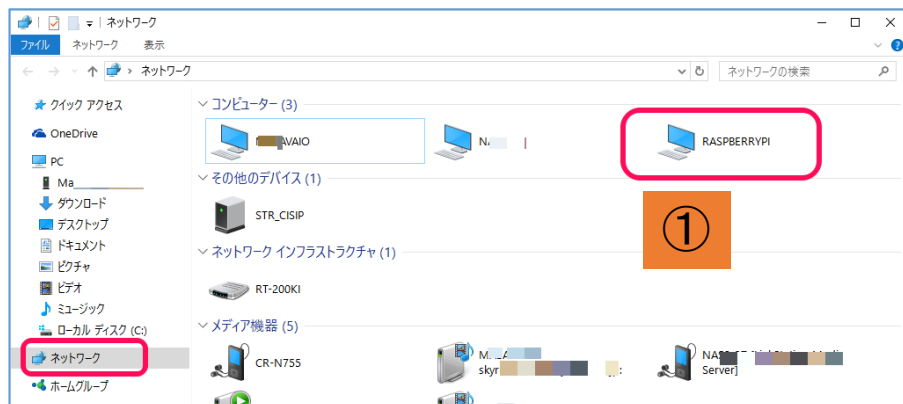 ネットワーク
ファイル ネットワーク 表示
ネットワーク ネットワークの検索
クイック アクセス
OneDrive
PC
Ma
ダウンロード
デスクトップ
ドキュメント
ピクチャ
ビデオ
ミュージック
ローカル ディスク (C:)
ネットワーク
ホームグループ
コンピューター (3)
AVAIO
RASPBERRYPI
その他のデバイス (1)
STR_CISIP
①
ネットワーク インフラストラクチャ (1)
RT-200KI
メディア機器 (5)
CR-N755
skyr
Server]